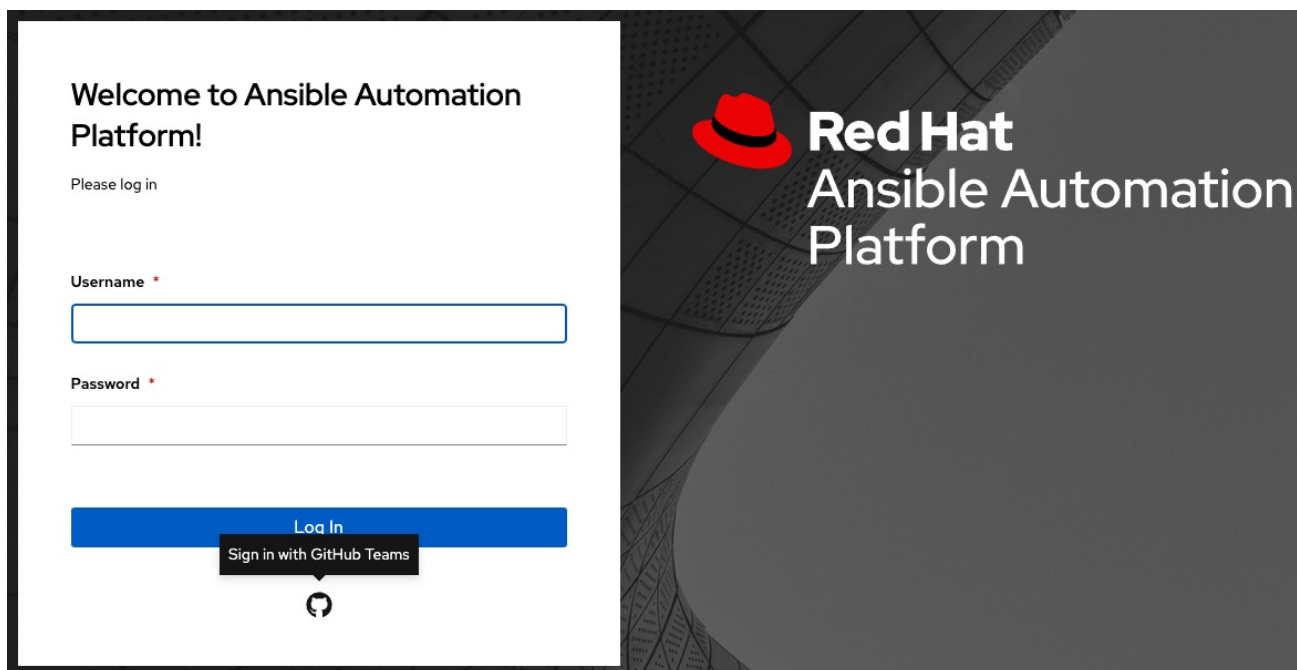 Welcome to Ansible Automation
Platform!
Please log in
Username *
Password *
Log In
Sign in with GitHub Teams
Red Hat
Ansible Automation
Platform